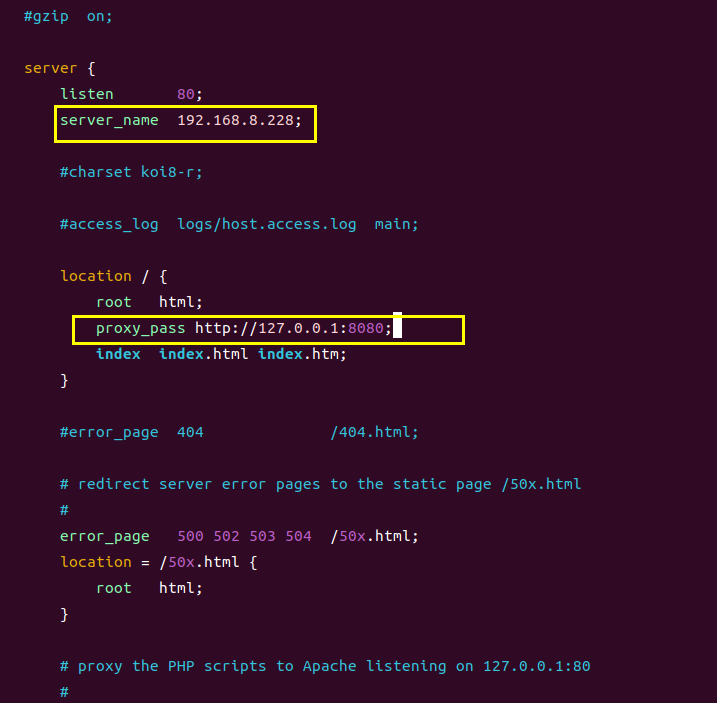 #gzip  on;
server {
listen       80;
server_name  192.168.8.228;
#charset koi8-r;
#access_log  logs/host.access.log  main;
location / {
root   html;
proxy_pass http://127.0.0.1:8080;
index  index.html index.htm;
}
#error_page  404              /404.html;
# redirect server error pages to the static page /50x.html
#
error_page   500 502 503 504  /50x.html;
location = /50x.html {
root   html;
}
# proxy the PHP scripts to Apache listening on 127.0.0.1:80
#